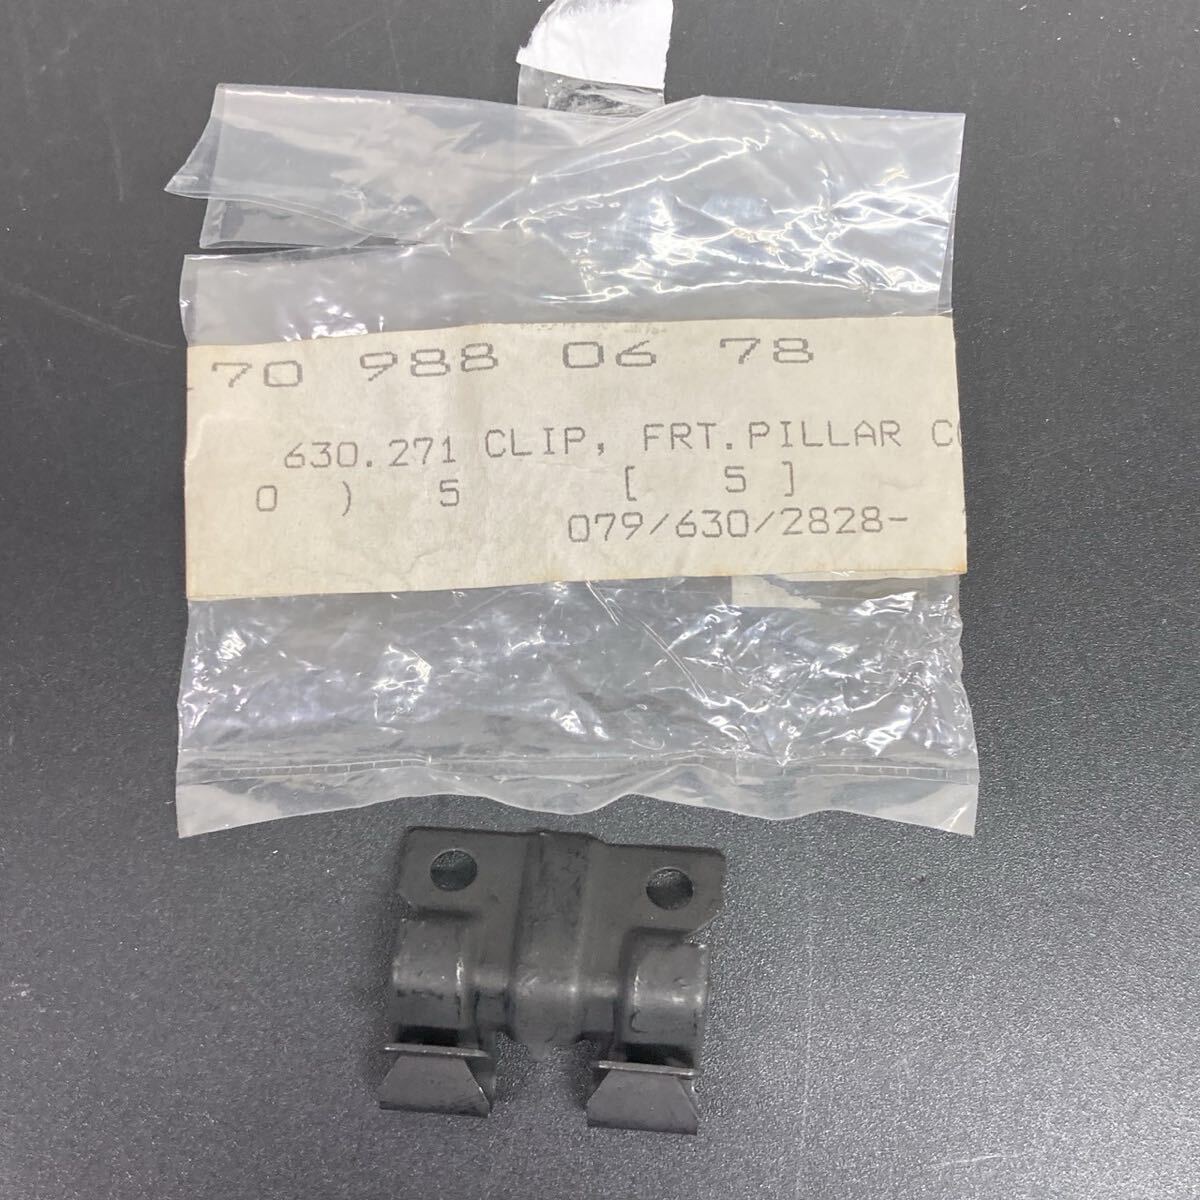 70 988 06 78
630.271 CLIP, FRT.PILLAR
0 ) 5 [ 5 ]
079/630/2828-